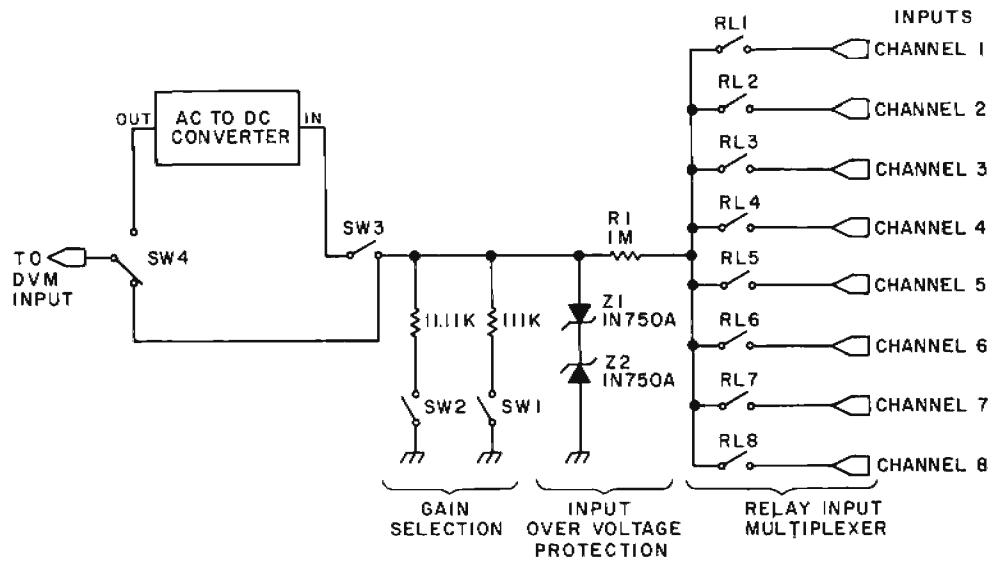 INPUTS
RL1
CHANNEL 1
RL2
CHANNEL 2
RL3
CHANNEL 3
RL4
CHANNEL 4
RL5
CHANNEL 5
RL6
CHANNEL 6
RL7
CHANNEL 7
RL8
CHANNEL 8
OUT
AC TO DC
CONVERTER
IN
SW3
R1
1M
TO
DVM
INPUT
SW4
11.11K
111K
Z1
IN750A
Z2
IN750A
SW2
SW1
GAIN
SELECTION
INPUT
OVER VOLTAGE
PROTECTION
RELAY INPUT
MULTIPLEXER